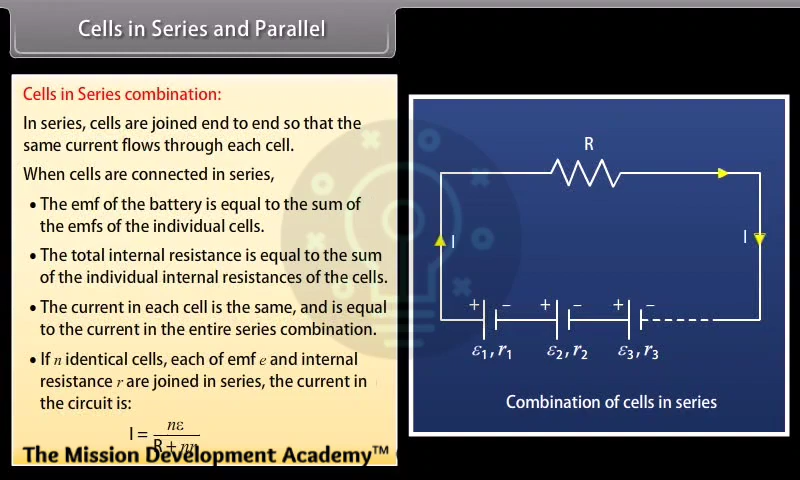 Cells in Series and Parallel
Cells in Series combination:
In series, cells are joined end to end so that the
same current flows through each cell.
When cells are connected in series,
• The emf of the battery is equal to the sum of
the emfs of the individual cells.
• The total internal resistance is equal to the sum
of the individual internal resistances of the cells.
• The current in each cell is the same, and is equal
to the current in the entire series combination.
• If n identical cells, each of emf e and internal
resistance r are joined in series, the current in
the circuit is:
I = nε
R + nr
The Mission Development Academy™
R
I
I
+ − + − + −
ε1, r1 ε2, r2 ε3, r3
Combination of cells in series